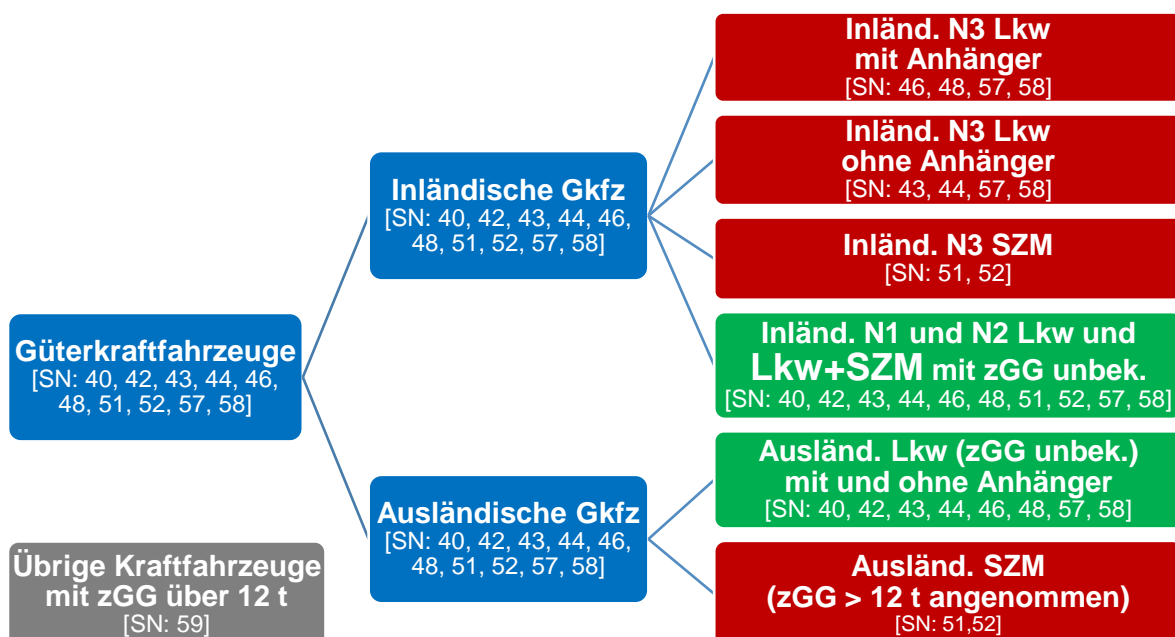 Güterkraftfahrzeuge
[SN: 40, 42, 43, 44, 46,
48, 51, 52, 57, 58]
Übrige Kraftfahrzeuge
mit zGG über 12 t
[SN: 59]
Inländische Gkfz
[SN: 40, 42, 43, 44, 46,
48, 51, 52, 57, 58]
Ausländische Gkfz
[SN: 40, 42, 43, 44, 46,
48, 51, 52, 57, 58]
Inländ. N3 Lkw
mit Anhänger
[SN: 46, 48, 57, 58]
Inländ. N3 Lkw
ohne Anhänger
[SN: 43, 44, 57, 58]
Inländ. N3 SZM
[SN: 51, 52]
Inländ. N1 und N2 Lkw und
Lkw+SZM mit zGG unbek.
[SN: 40, 42, 43, 44, 46, 48, 51, 52, 57, 58]
Ausländ. Lkw (zGG unbek.)
mit und ohne Anhänger
[SN: 40, 42, 43, 44, 46, 48, 57, 58]
Ausländ. SZM
(zGG > 12 t angenommen)
[SN: 51,52]